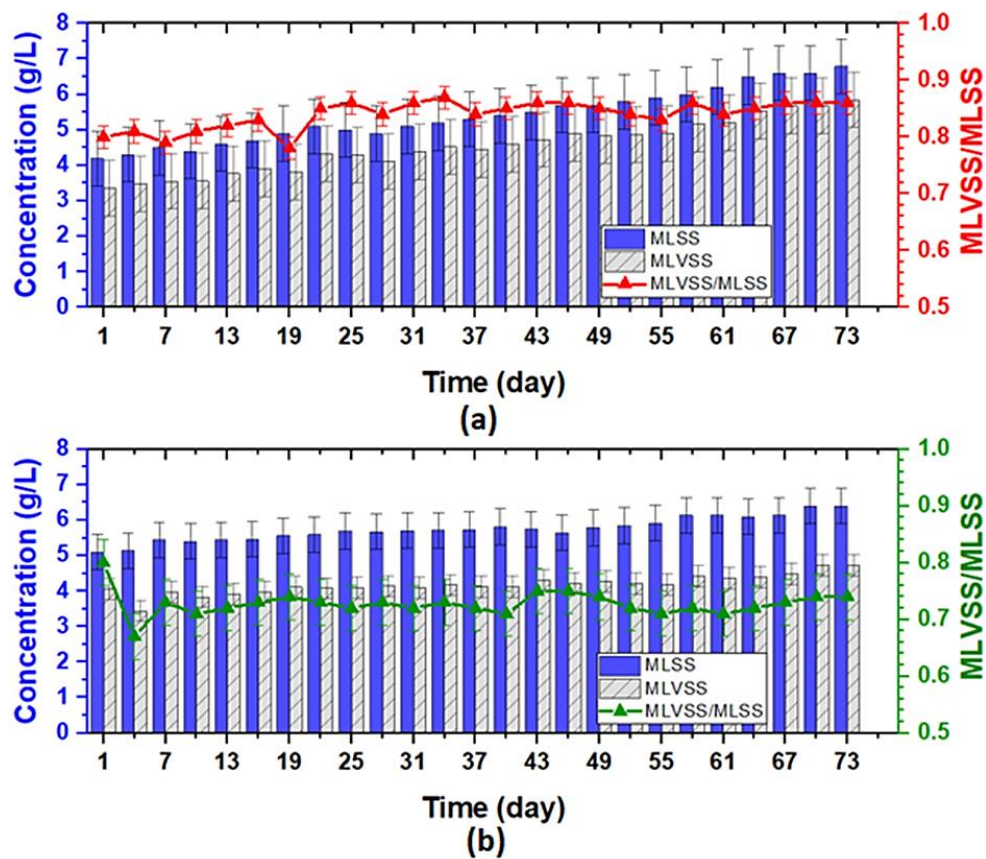 8
7
6
5
4
3
2
1
0
Concentration (g/L)
1.0
0.9
0.8
0.7
0.6
0.5
MLVSS/MLSS
MLSS
MLVSS
MLVSS/MLSS
1 7 13 19 25 31 37 43 49 55 61 67 73
Time (day)
(a)
8
7
6
5
4
3
2
1
0
Concentration (g/L)
1.0
0.9
0.8
0.7
0.6
0.5
MLVSS/MLSS
MLSS
MLVSS
MLVSS/MLSS
1 7 13 19 25 31 37 43 49 55 61 67 73
Time (day)
(b)